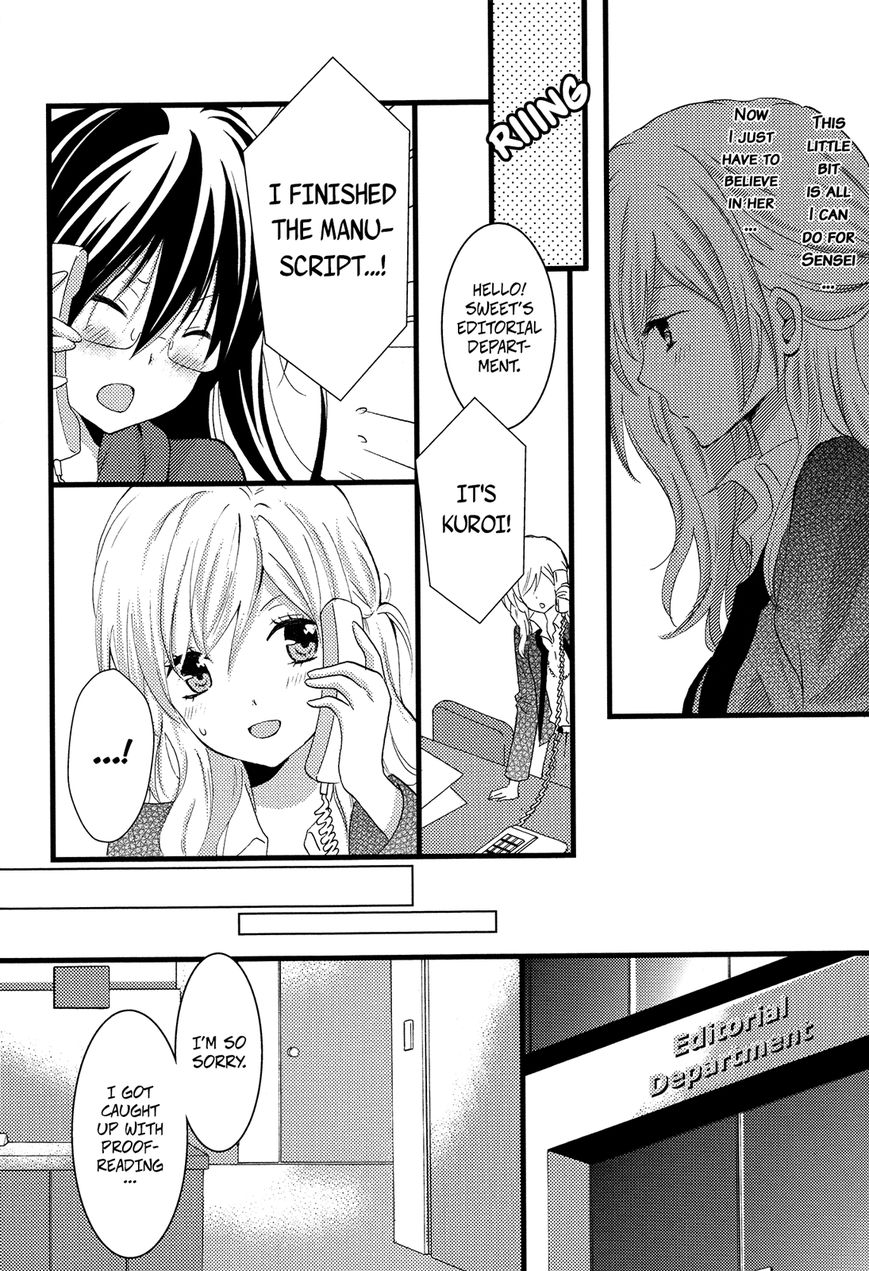 THIS
LITTLE
BIT
IS ALL
I CAN
DO FOR
SENSEI
...
NOW
I JUST
HAVE TO
BELIEVE
IN HER
...
RIIING
HELLO!
SWEET'S
EDITORIAL
DEPART-
MENT.
IT'S
KUROI!
I FINISHED
THE MANU-
SCRIPT...!
...!
Editorial
Department
I'M SO
SORRY.
I GOT
CAUGHT
UP WITH
PROOF-
READING
...